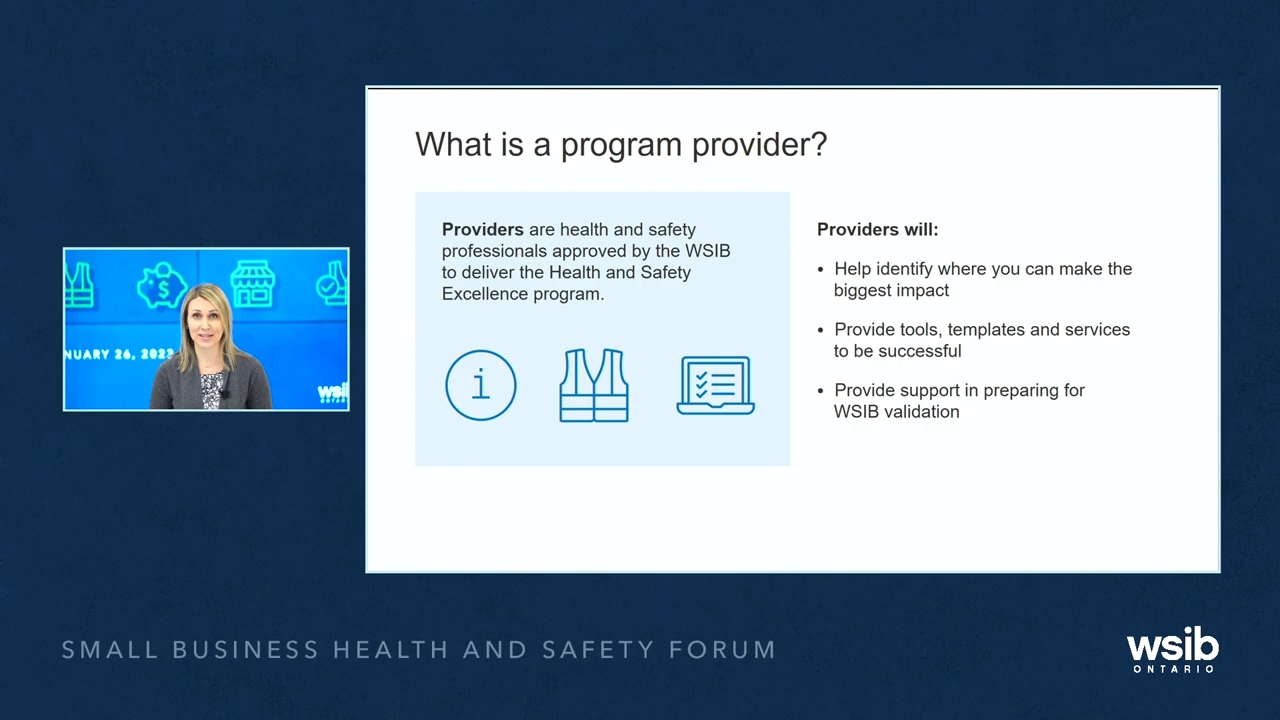 What is a program provider?
Providers are health and safety
professionals approved by the WSIB
to deliver the Health and Safety
Excellence program.
i
Providers will:
• Help identify where you can make the
biggest impact
• Provide tools, templates and services
to be successful
• Provide support in preparing for
WSIB validation
$
NUARY 26, 2023
wsib
ONTARIO
SMALL BUSINESS HEALTH AND SAFETY FORUM
wsib
ONTARIO